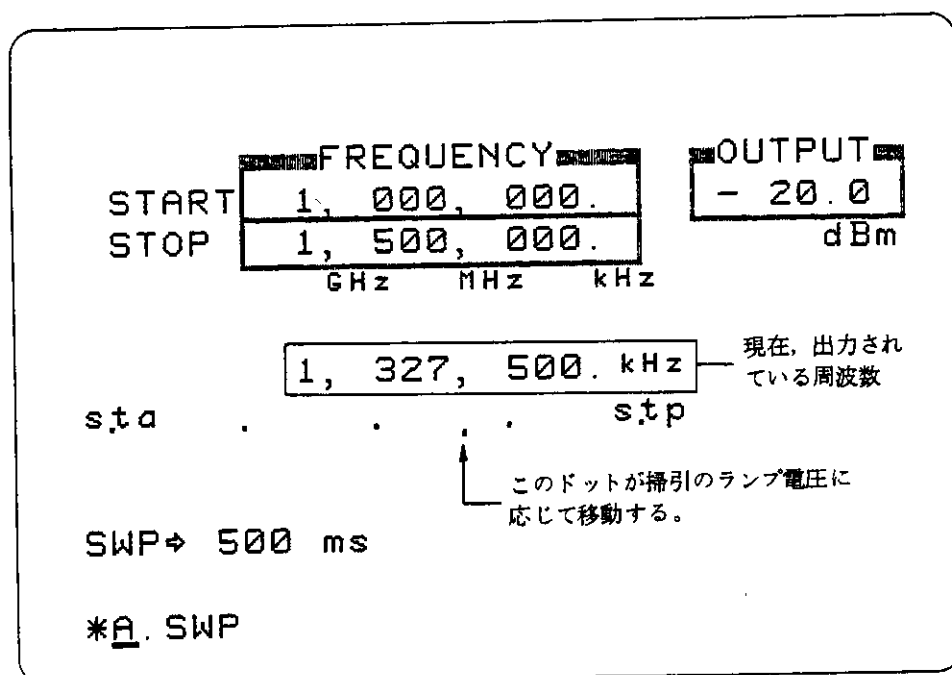 FREQUENCY OUTPUT
START 1, 000, 000. - 20.0
STOP 1, 500, 000. dBm
GHz MHz kHz
1, 327, 500. kHz
現在, 出力され
ている周波数
sta . . . . stp
このドットが掃引のランプ電圧に
応じて移動する。
SWP⇨ 500 ms
*A. SWP